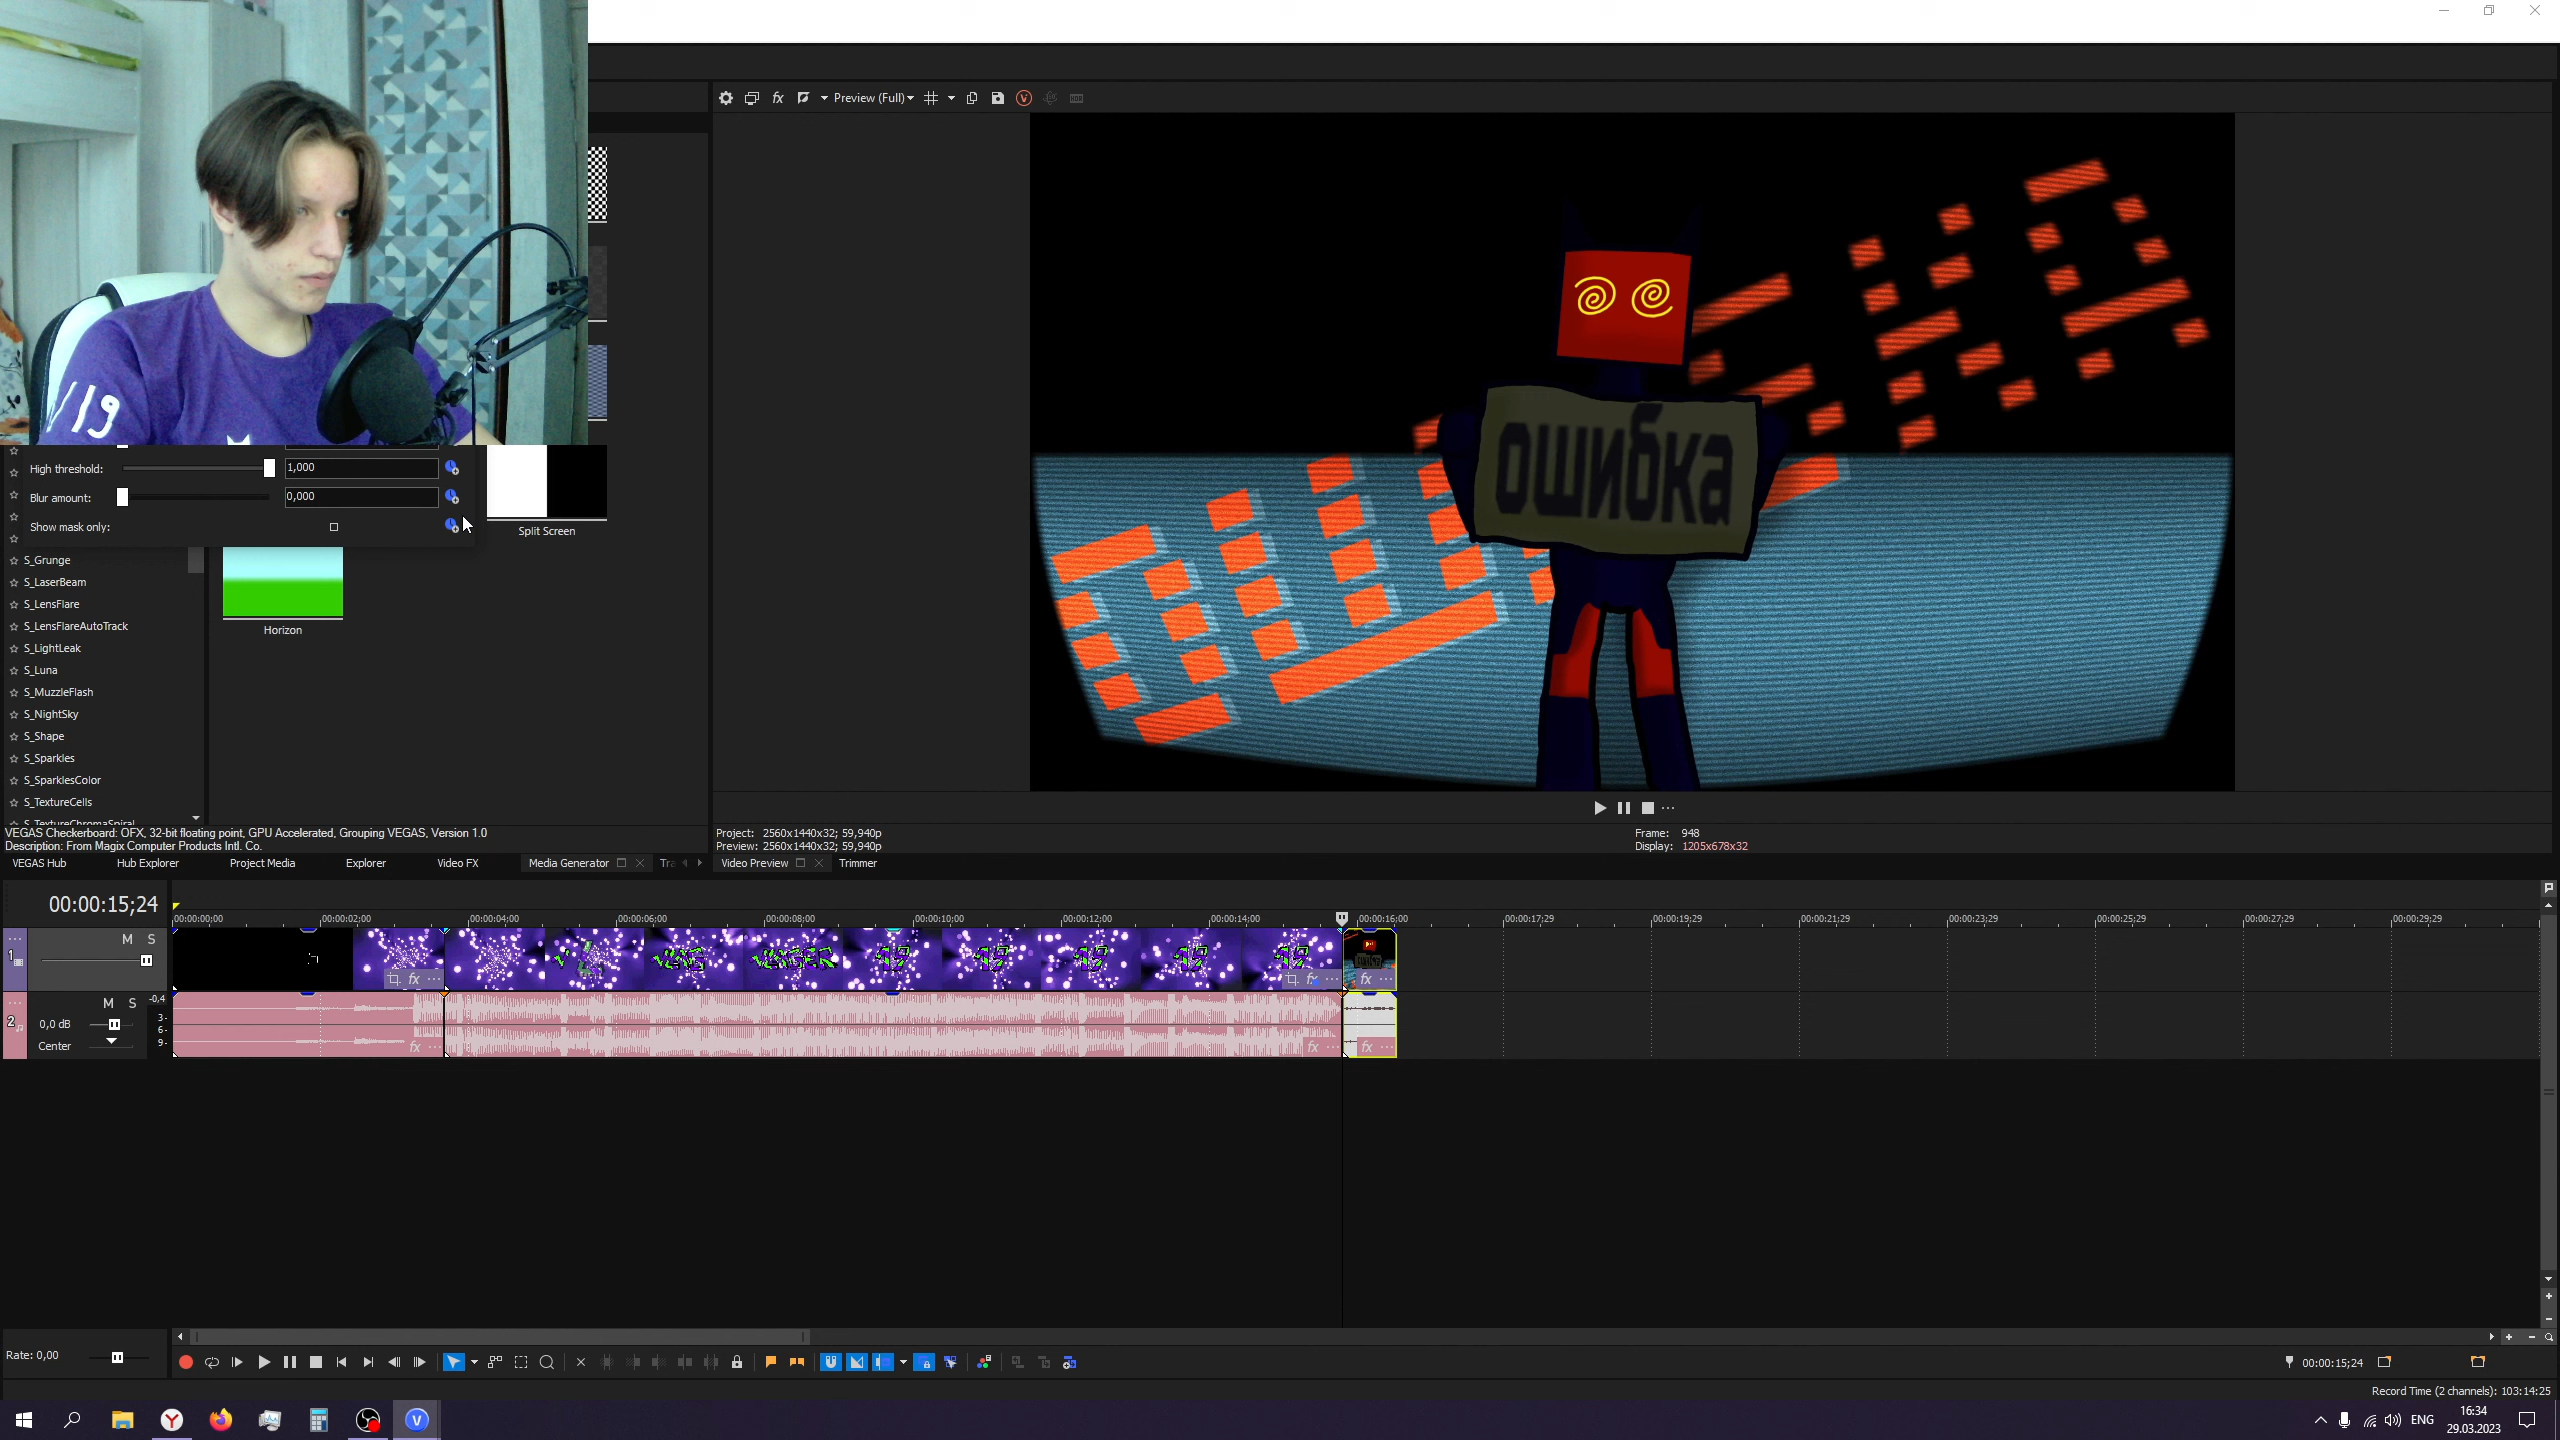 Preview (Full)
119
ошибка
High threshold:
1,000
Blur amount:
0,000
Show mask only:
Split Screen
S_Grunge
S_LaserBeam
S_LensFlare
S_LensFlareAutoTrack
S_LightLeak
S_Luna
S_MuzzleFlash
S_NightSky
S_Shape
S_Sparkles
S_SparklesColor
S_TextureCells
S_TextureChromaSpiral
Horizon
VEGAS Checkerboard: OFX, 32-bit floating point, GPU Accelerated, Grouping VEGAS, Version 1.0
Description: From Magix Computer Products Intl. Co.
Project: 2560x1440x32; 59,940p
Preview: 2560x1440x32; 59,940p
Frame: 948
Display: 1205x678x32
VEGAS Hub
Hub Explorer
Project Media
Explorer
Video FX
Media Generator
Video Preview
Trimmer
00:00:15;24
00:00:00;00
00:00:02;00
00:00:04;00
00:00:06;00
00:00:08;00
00:00:10;00
00:00:12;00
00:00:14;00
00:00:16;00
00:00:17;29
00:00:19;29
00:00:21;29
00:00:23;29
00:00:25;29
00:00:27;29
00:00:29;29
1
M S
fx
fx
fx
2
M S
-0,4
0,0 dB
Center
3-
6-
9-
fx
fx
fx
Rate: 0,00
00:00:15;24
Record Time (2 channels): 103:14:25
ENG
16:34
29.03.2023